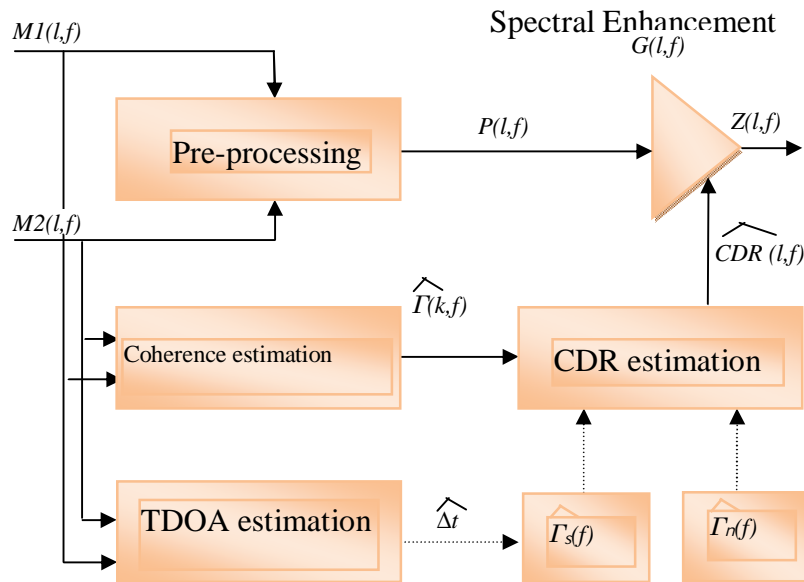 M1(l,f)
Spectral Enhancement
G(l,f)
Pre-processing
P(l,f)
Z(l,f)
M2(l,f)
CDR (l,f)
Γ(k,f)
Coherence estimation
CDR estimation
TDOA estimation
Δt
Γs(f)
Γn(f)